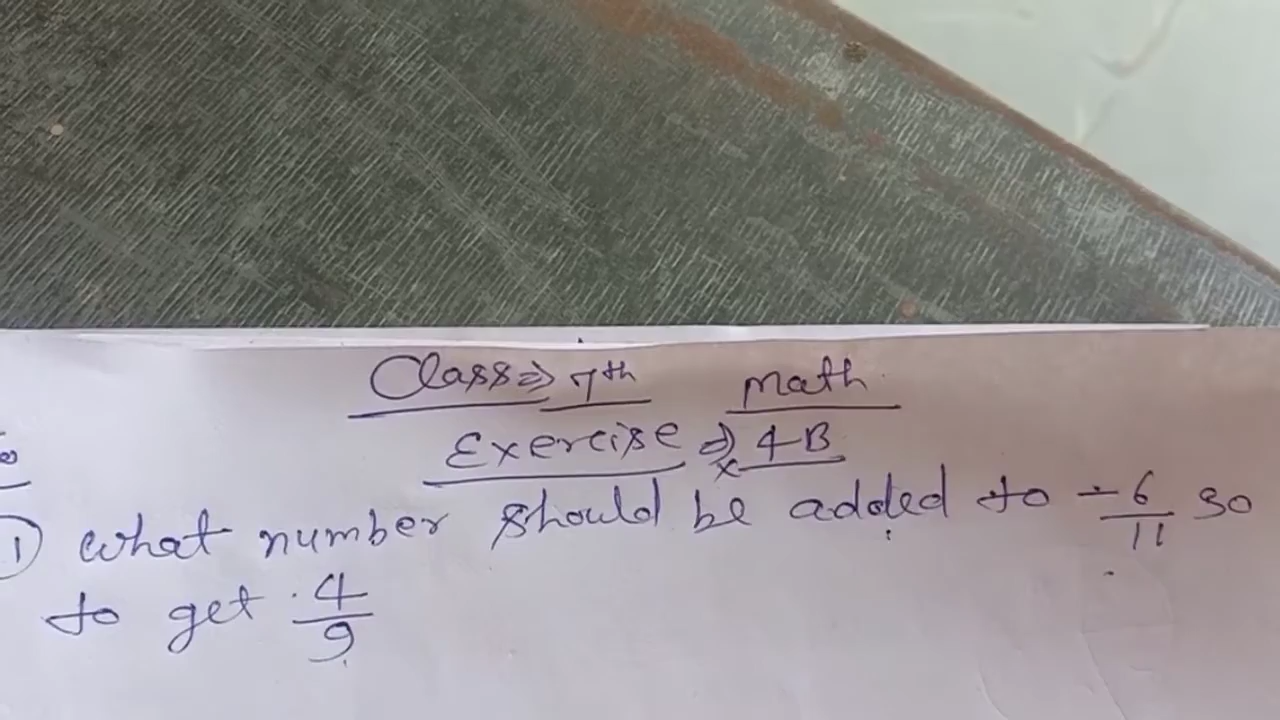 Class ⇒ 7th Math
Exercise ⇒ 4B
1) What number should be added to -6/11 so
to get 4/9